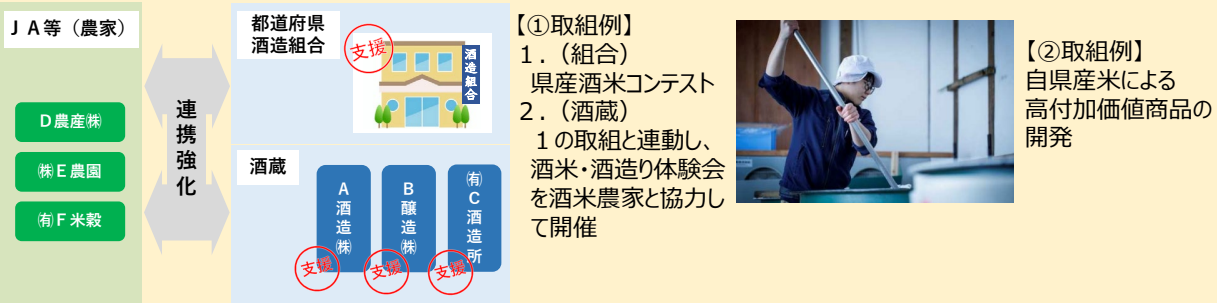 ＪＡ等（農家）
Ｄ農産㈱
㈱Ｅ農園
㈲Ｆ米穀
連携強化
都道府県
酒造組合
支援
酒造組合
酒蔵
Ａ酒造㈱
Ｂ醸造㈱
㈲Ｃ酒造所
支援
支援
支援
【①取組例】
１．（組合）
県産酒米コンテスト
２．（酒蔵）
１の取組と連動し、
酒米・酒造り体験会
を酒米農家と協力し
て開催
【②取組例】
自県産米による
高付加価値商品の
開発